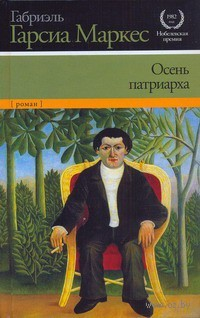 Габриэль
Гарсиа Маркес
1982
Нобелевская
премия
Осень
патриарха
[роман]